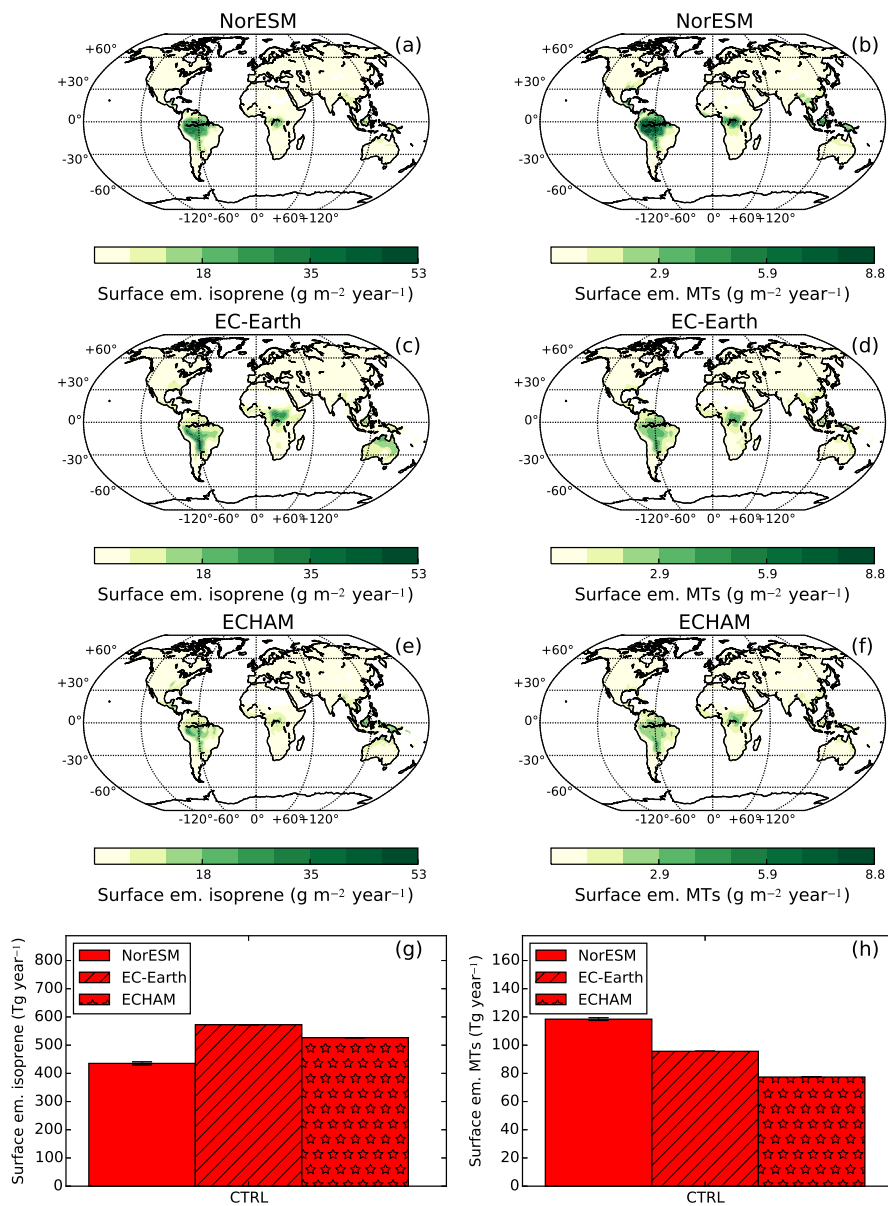 NorESM
(a)
+60°
+30°
0°
-30°
-60°
-120°-60° 0° +60°+120°
18 35 53
Surface em. isoprene (g m−2 year−1)
NorESM
(b)
+60°
+30°
0°
-30°
-60°
-120°-60° 0° +60°+120°
2.9 5.9 8.8
Surface em. MTs (g m−2 year−1)
EC-Earth
(c)
+60°
+30°
0°
-30°
-60°
-120°-60° 0° +60°+120°
18 35 53
Surface em. isoprene (g m−2 year−1)
EC-Earth
(d)
+60°
+30°
0°
-30°
-60°
-120°-60° 0° +60°+120°
2.9 5.9 8.8
Surface em. MTs (g m−2 year−1)
ECHAM
(e)
+60°
+30°
0°
-30°
-60°
-120°-60° 0° +60°+120°
18 35 53
Surface em. isoprene (g m−2 year−1)
ECHAM
(f)
+60°
+30°
0°
-30°
-60°
-120°-60° 0° +60°+120°
2.9 5.9 8.8
Surface em. MTs (g m−2 year−1)
(g)
Surface em. isoprene (Tg year−1)
800
700
600
500
400
300
200
100
0
NorESM
EC-Earth
ECHAM
CTRL
(h)
Surface em. MTs (Tg year−1)
160
140
120
100
80
60
40
20
0
NorESM
EC-Earth
ECHAM
CTRL